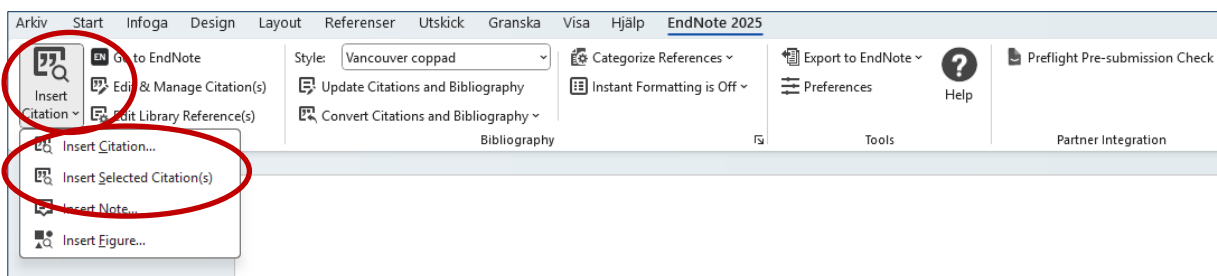 Arkiv Start Infoga Design Layout Referenser Utskick Granska Visa Hjälp EndNote 2025
Insert Citation
EN Go to EndNote
Edit & Manage Citation(s)
Edit Library Reference(s)
Style: Vancouver coppad
Update Citations and Bibliography
Convert Citations and Bibliography
Categorize References
Instant Formatting is Off
Bibliography
Export to EndNote
Preferences
Help
Tools
Preflight Pre-submission Check
Partner Integration
Insert Citation...
Insert Selected Citation(s)
Insert Note...
Insert Figure...